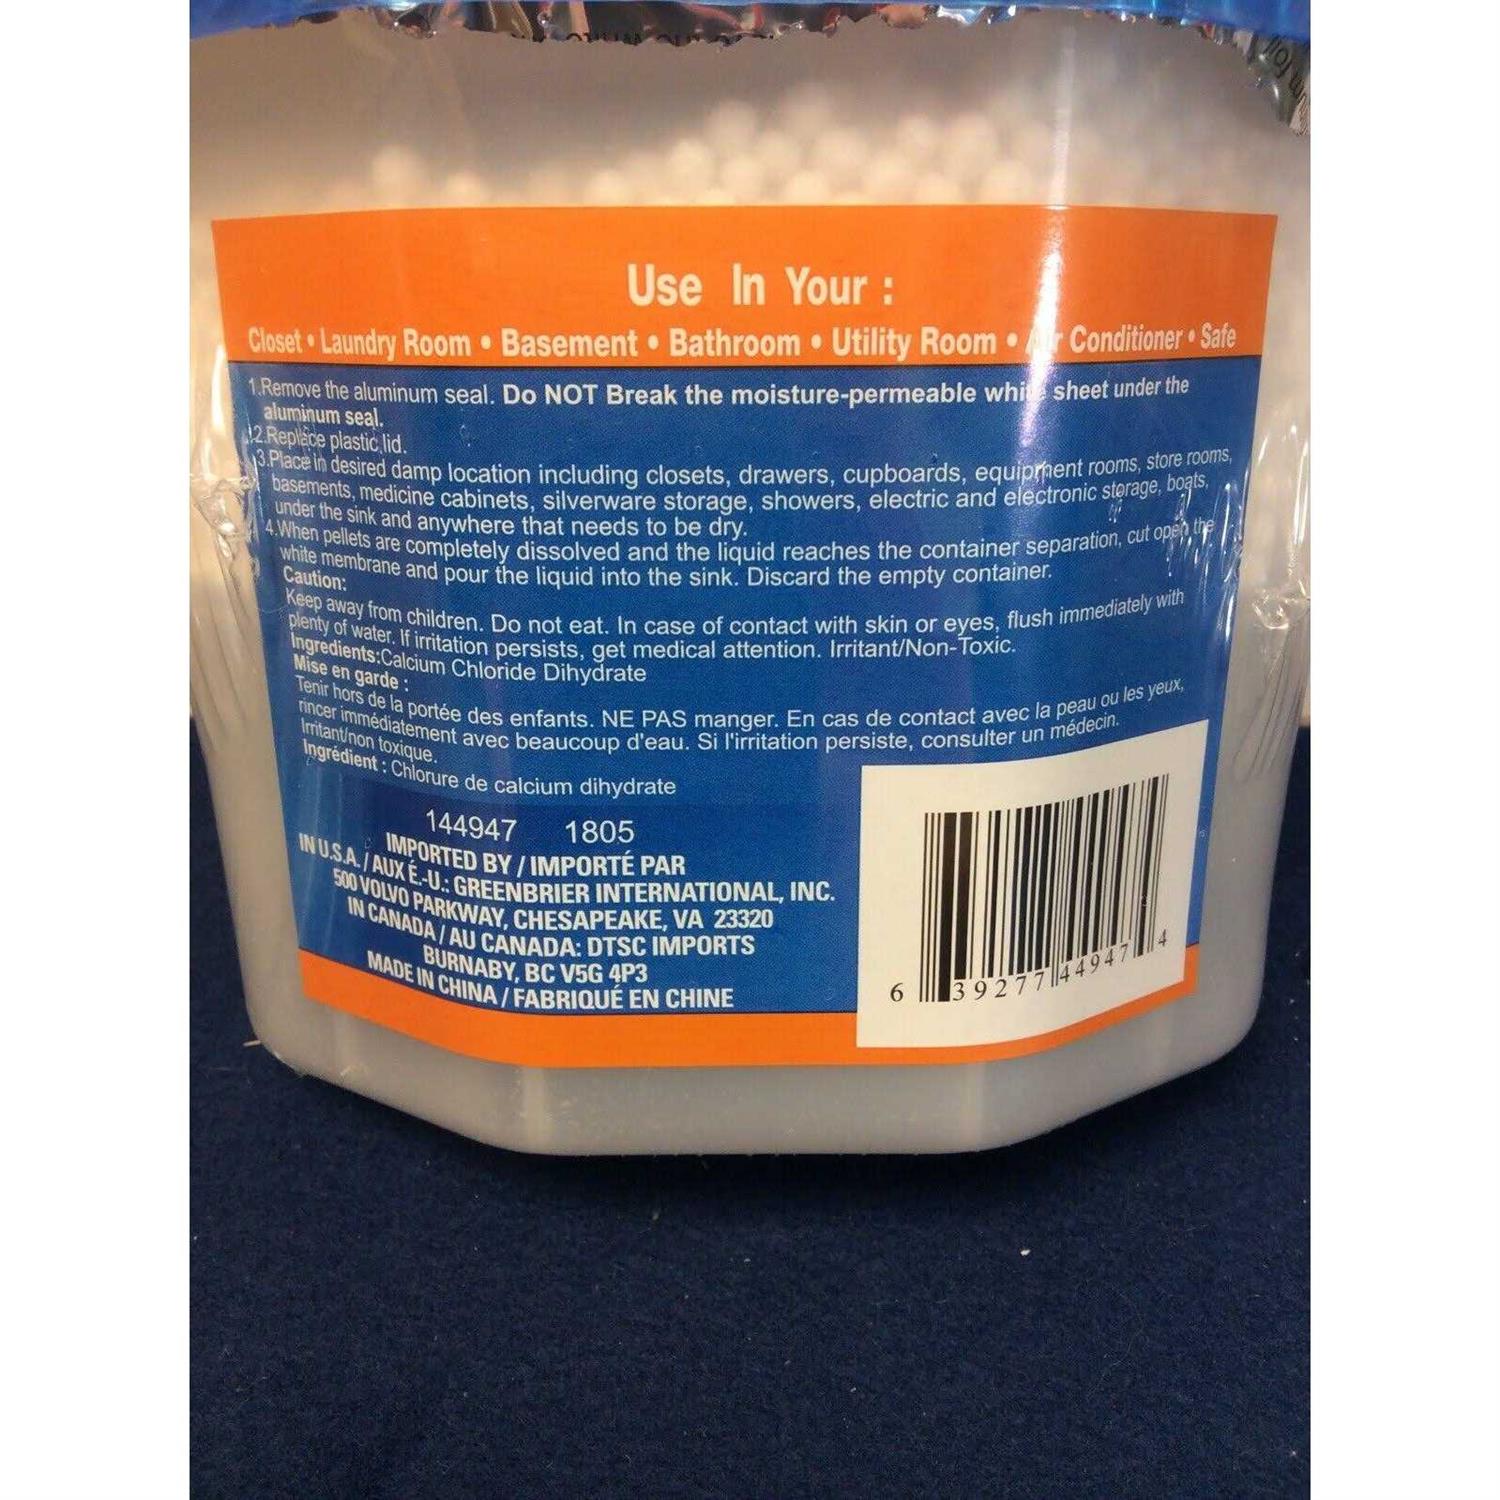 Use In Your :
Closet • Laundry Room • Basement • Bathroom • Utility Room • Air Conditioner • Safe
1.Remove the aluminum seal. Do NOT Break the moisture-permeable white sheet under the
aluminum seal.
2.Replace plastic lid.
3.Place in desired damp location including closets, drawers, cupboards, equipment rooms, store rooms,
basements, medicine cabinets, silverware storage, showers, electric and electronic storage, boats,
under the sink and anywhere that needs to be dry.
4.When pellets are completely dissolved and the liquid reaches the container separation, cut open the
white membrane and pour the liquid into the sink. Discard the empty container.
Caution:
Keep away from children. Do not eat. In case of contact with skin or eyes, flush immediately with
plenty of water. If irritation persists, get medical attention. Irritant/Non-Toxic.
Ingredients:Calcium Chloride Dihydrate
Mise en garde :
Tenir hors de la portée des enfants. NE PAS manger. En cas de contact avec la peau ou les yeux,
rincer immédiatement avec beaucoup d'eau. Si l'irritation persiste, consulter un médecin.
Irritant/non toxique.
Ingrédient : Chlorure de calcium dihydrate
144947 1805
IMPORTED BY / IMPORTÉ PAR
IN U.S.A. / AUX É.-U.: GREENBRIER INTERNATIONAL, INC.
500 VOLVO PARKWAY, CHESAPEAKE, VA 23320
IN CANADA / AU CANADA: DTSC IMPORTS
BURNABY, BC V5G 4P3
MADE IN CHINA / FABRIQUÉ EN CHINE
6 39277 44947 4